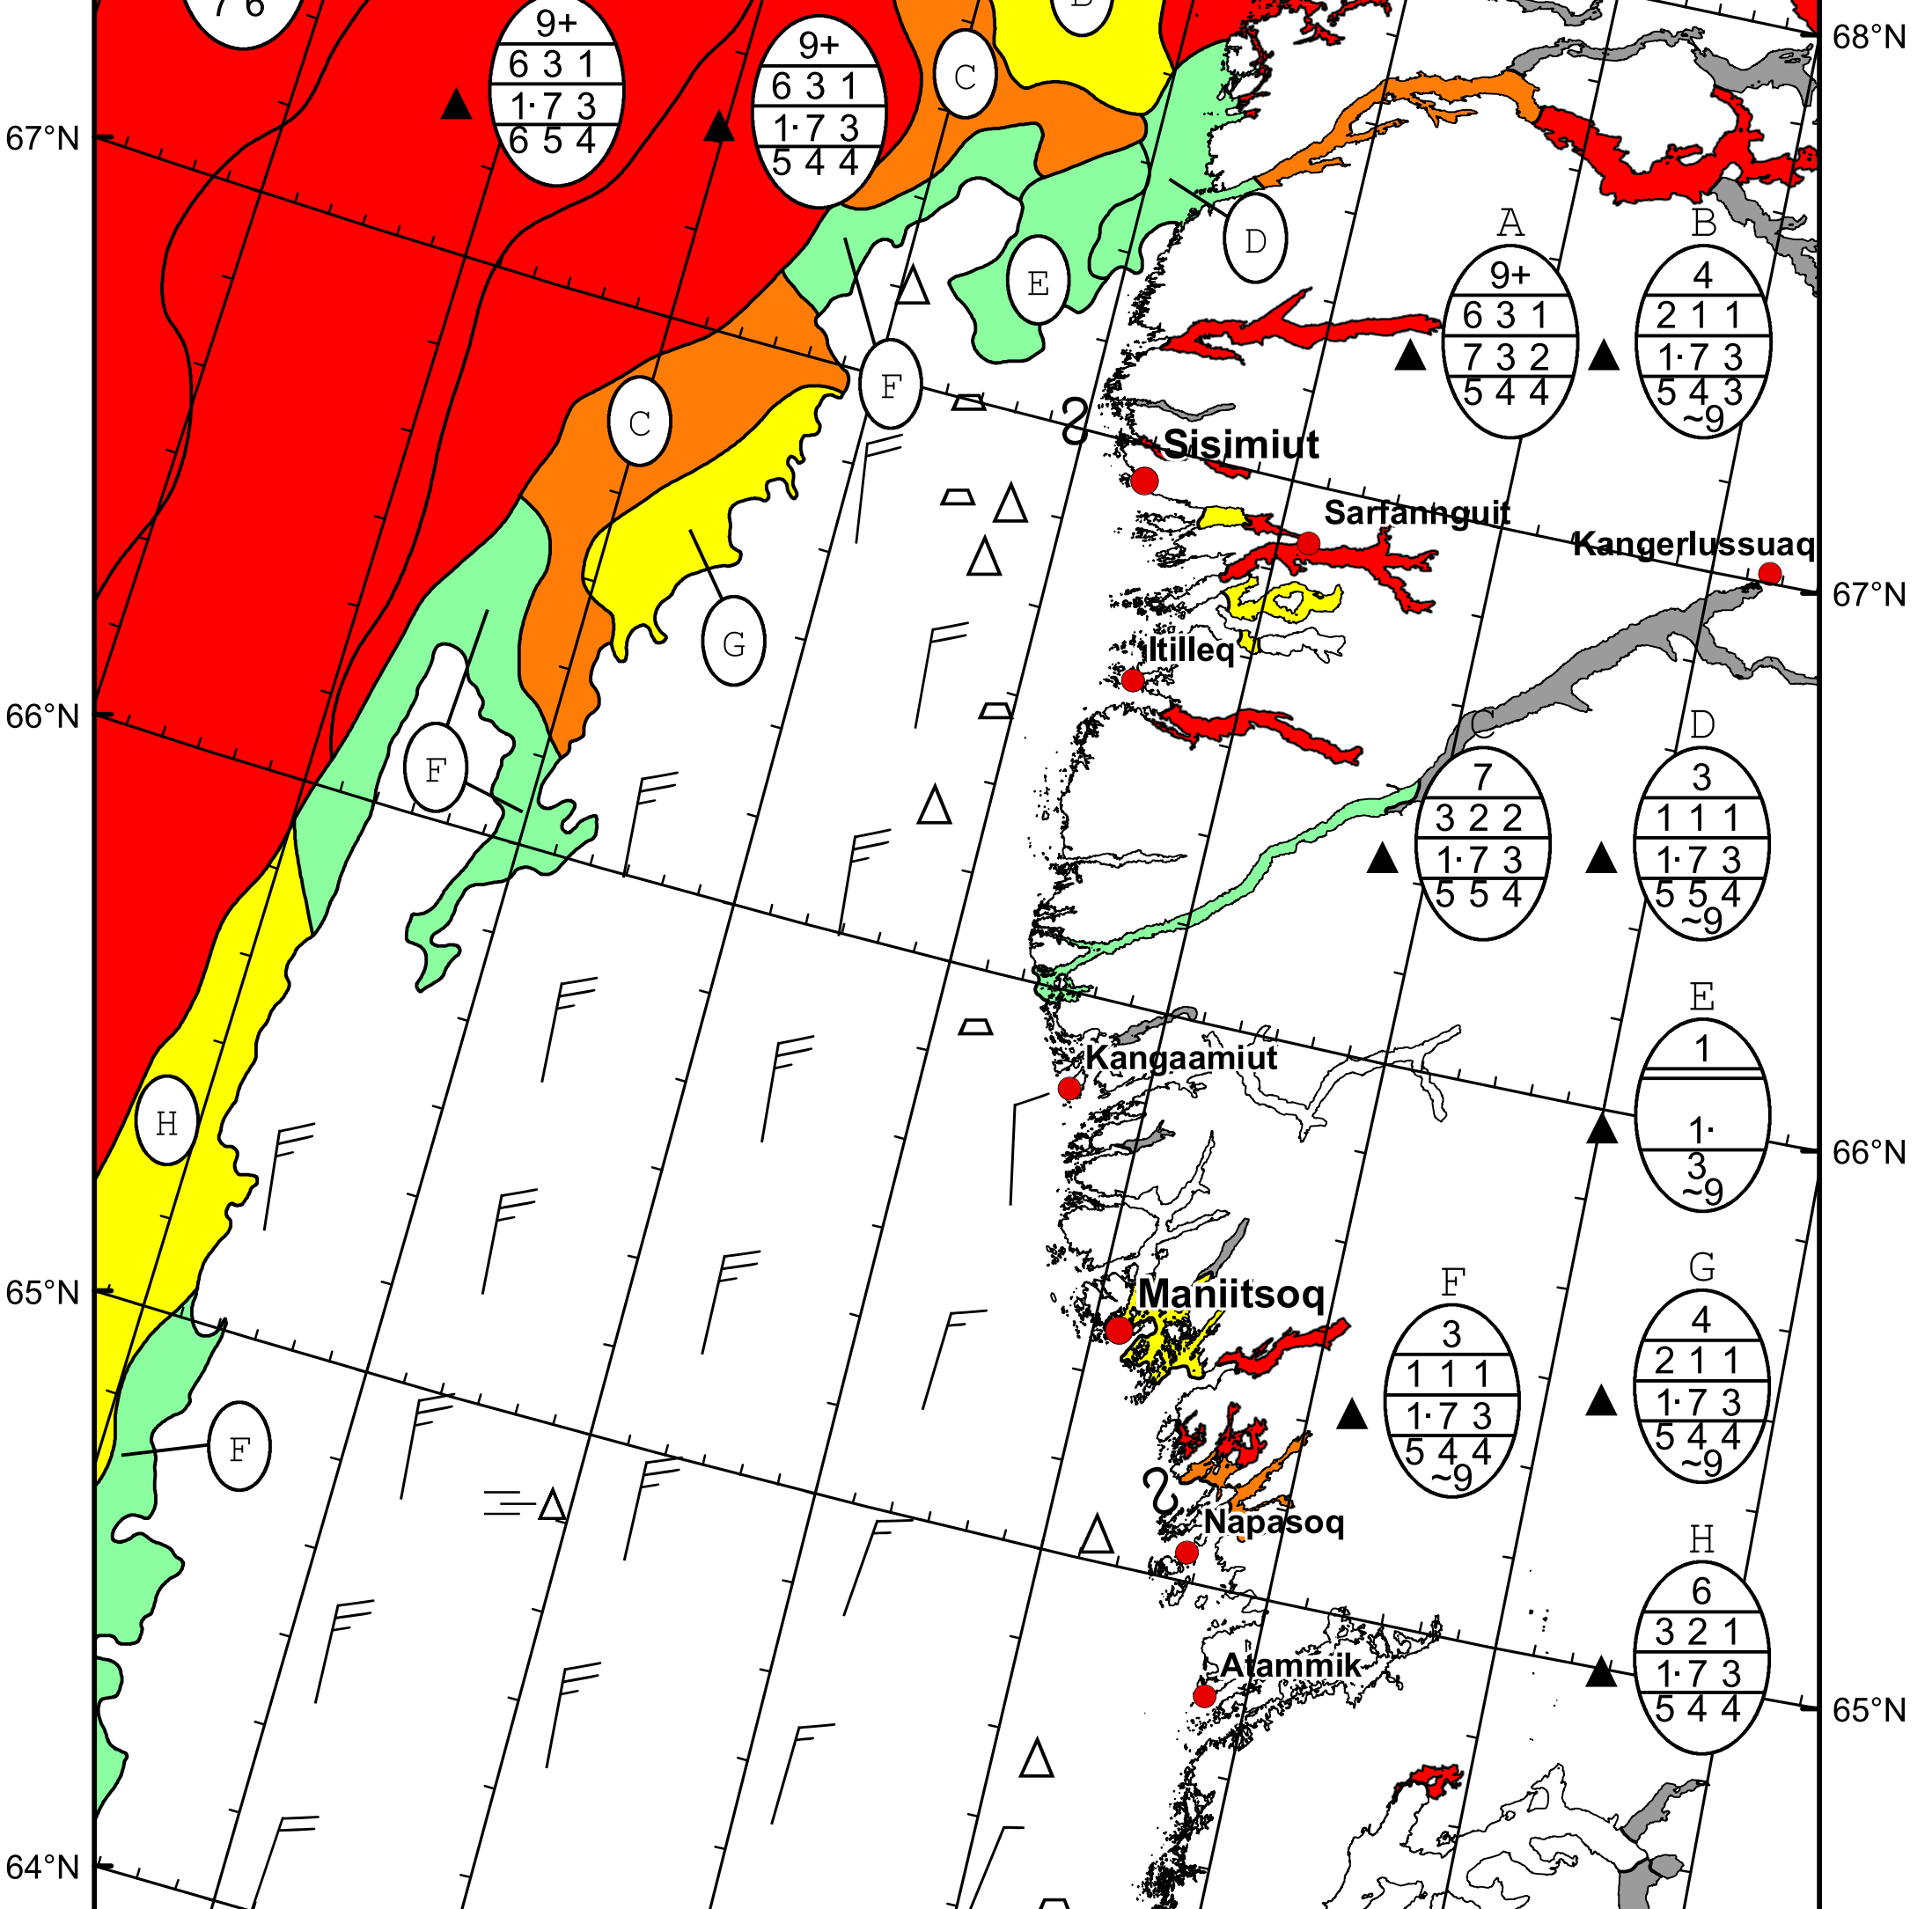 7 6
9+
6 3 1
1· 7 3
6 5 4
9+
6 3 1
1· 7 3
5 4 4
C
68°N
67°N
D
A
9+
6 3 1
7 3 2
5 4 4
B
4
2 1 1
1· 7 3
5 4 3
~9
E
F
C
Sisimiut
Sarfannguit
Kangerlussuaq
67°N
G
Itilleq
66°N
F
C
7
3 2 2
1· 7 3
5 5 4
D
3
1 1 1
1· 7 3
5 5 4
~9
E
1
1·
3
~9
Kangaamiut
H
66°N
65°N
Maniitsoq
F
3
1 1 1
1· 7 3
5 4 4
~9
G
4
2 1 1
1· 7 3
5 4 4
~9
F
Napasoq
H
6
3 2 1
1· 7 3
5 4 4
Atammik
65°N
64°N